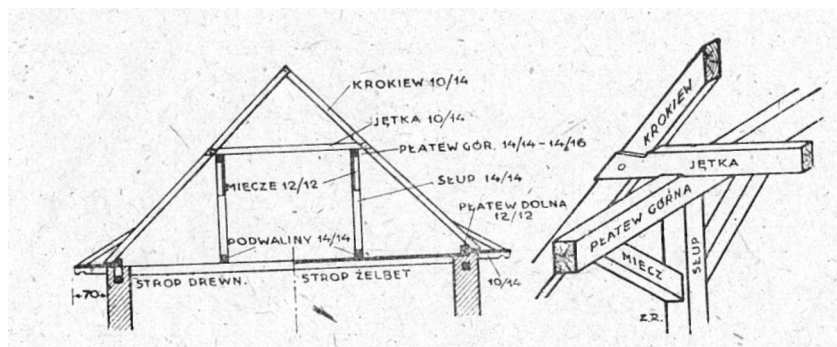 KROKIEW 10/14
JĘTKA 10/14
PŁATEW GÓR. 14/14-14/16
MIECZE 12/12
SŁUP 14/14
PŁATEW DOLNA
12/12
PODWALINY 14/14
STROP DREWN.
STROP ŻELBET
10/14
70
KROKIEW
JĘTKA
PŁATEW GÓRNA
MIECZ
SŁUP
Z.R.